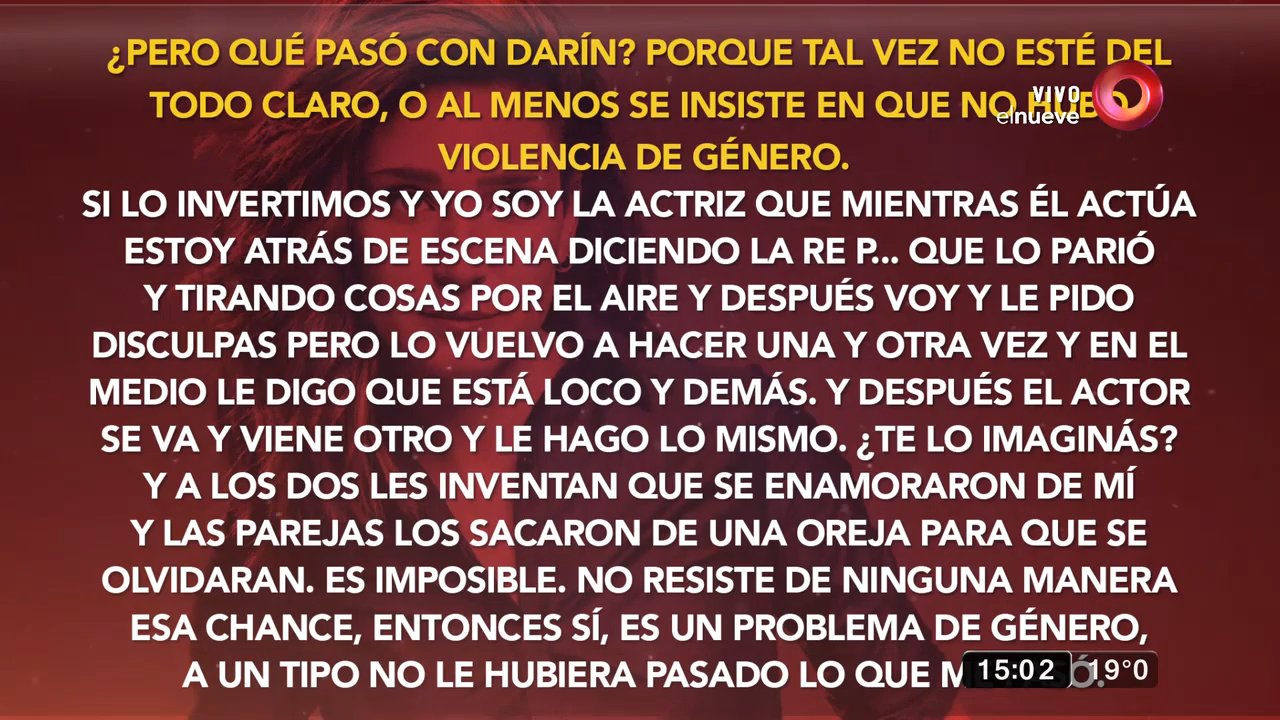 ¿PERO QUÉ PASÓ CON DARÍN? PORQUE TAL VEZ NO ESTÉ DEL
TODO CLARO, O AL MENOS SE INSISTE EN QUE NO HUBO
VIVO
elnueve
VIOLENCIA DE GÉNERO.
SI LO INVERTIMOS Y YO SOY LA ACTRIZ QUE MIENTRAS ÉL ACTÚA
ESTOY ATRÁS DE ESCENA DICIENDO LA RE P... QUE LO PARIÓ
Y TIRANDO COSAS POR EL AIRE Y DESPUÉS VOY Y LE PIDO
DISCULPAS PERO LO VUELVO A HACER UNA Y OTRA VEZ Y EN EL
MEDIO LE DIGO QUE ESTÁ LOCO Y DEMÁS. Y DESPUÉS EL ACTOR
SE VA Y VIENE OTRO Y LE HAGO LO MISMO. ¿TE LO IMAGINÁS?
Y A LOS DOS LES INVENTAN QUE SE ENAMORARON DE MÍ
Y LAS PAREJAS LOS SACARON DE UNA OREJA PARA QUE SE
OLVIDARAN. ES IMPOSIBLE. NO RESISTE DE NINGUNA MANERA
ESA CHANCE, ENTONCES SÍ, ES UN PROBLEMA DE GÉNERO,
A UN TIPO NO LE HUBIERA PASADO LO QUE
15:02 19°0